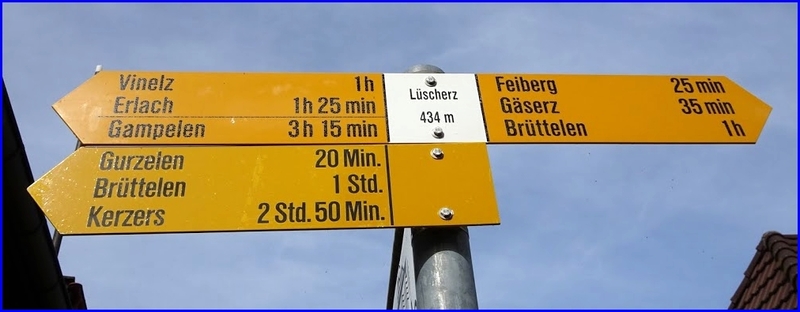 Vinelz 1h
Erlach 1h 25 min
Gampelen 3h 15 min
Lüscherz
434 m
Feiberg 25 min
Gäserz 35 min
Brüttelen 1h
Gurzelen 20 Min.
Brüttelen 1 Std.
Kerzers 2 Std. 50 Min.